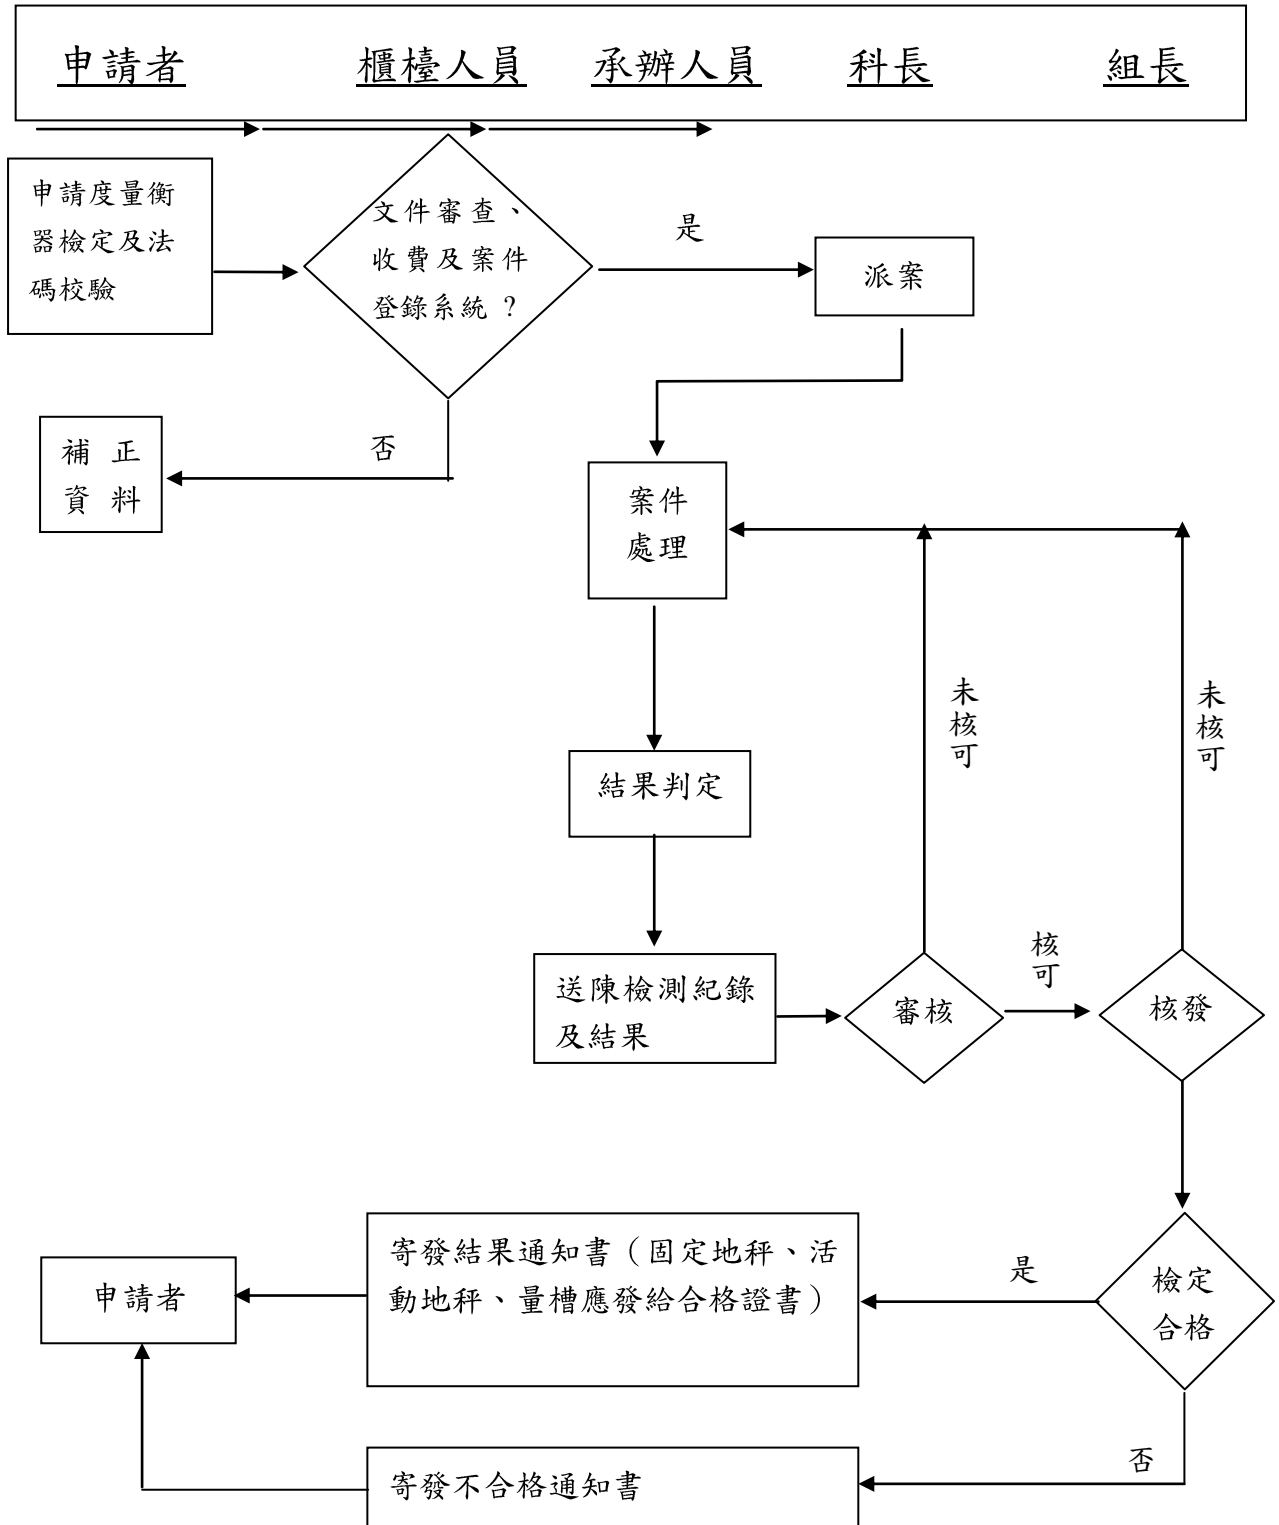 申請者 櫃檯人員 承辦人員 科長 組長
申請度量衡
器檢定及法
碼校驗
文件審查、
收費及案件
登錄系統？
是
派案
否
補正
資料
案件
處理
未核可
未核可
結果判定
核可
送陳檢測紀錄
及結果
審核
核發
寄發結果通知書（固定地秤、活
動地秤、量槽應發給合格證書）
申請者
是
檢定
合格
否
寄發不合格通知書